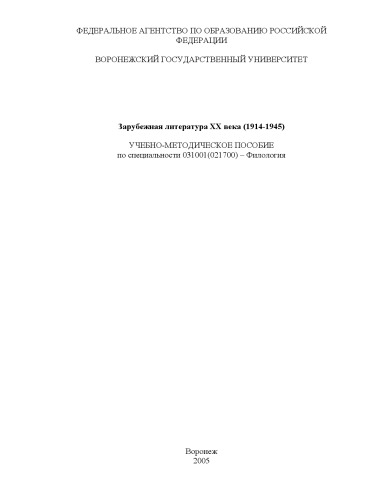 ФЕДЕРАЛЬНОЕ АГЕНТСТВО ПО ОБРАЗОВАНИЮ РОССИЙСКОЙ
ФЕДЕРАЦИИ
ВОРОНЕЖСКИЙ ГОСУДАРСТВЕННЫЙ УНИВЕРСИТЕТ
Зарубежная литература XX века (1914-1945)
УЧЕБНО-МЕТОДИЧЕСКОЕ ПОСОБИЕ
по специальности 031001(021700) – Филология
Воронеж
2005